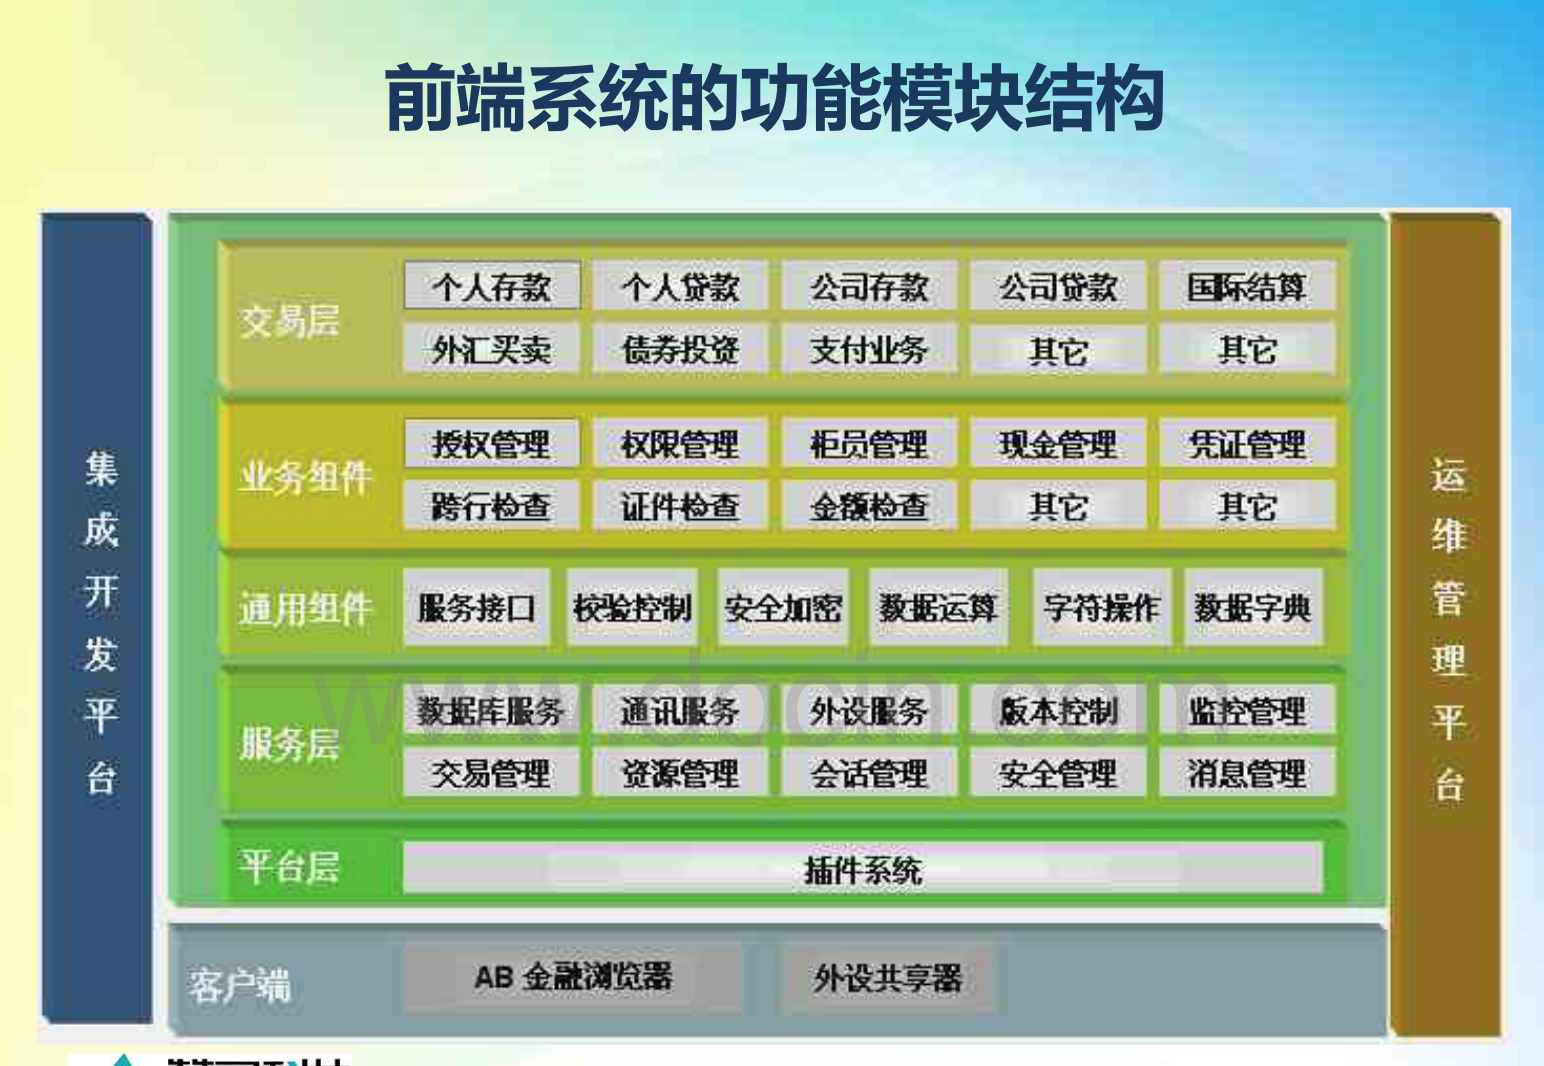 前端系统的功能模块结构
集成开发平台
交易层
个人存款 个人贷款 公司存款 公司贷款 国际结算
外汇买卖 债券投资 支付业务 其它 其它
业务组件
授权管理 权限管理 柜员管理 现金管理 凭证管理
跨行检查 证件检查 金额检查 其它 其它
通用组件
服务接口 校验控制 安全加密 数据运算 字符操作 数据字典
服务层
数据库服务 通讯服务 外设服务 版本控制 监控管理
交易管理 资源管理 会话管理 安全管理 消息管理
平台层
插件系统
客户端
AB 金融浏览器 外设共享器
运维管理平台
www.docin.com